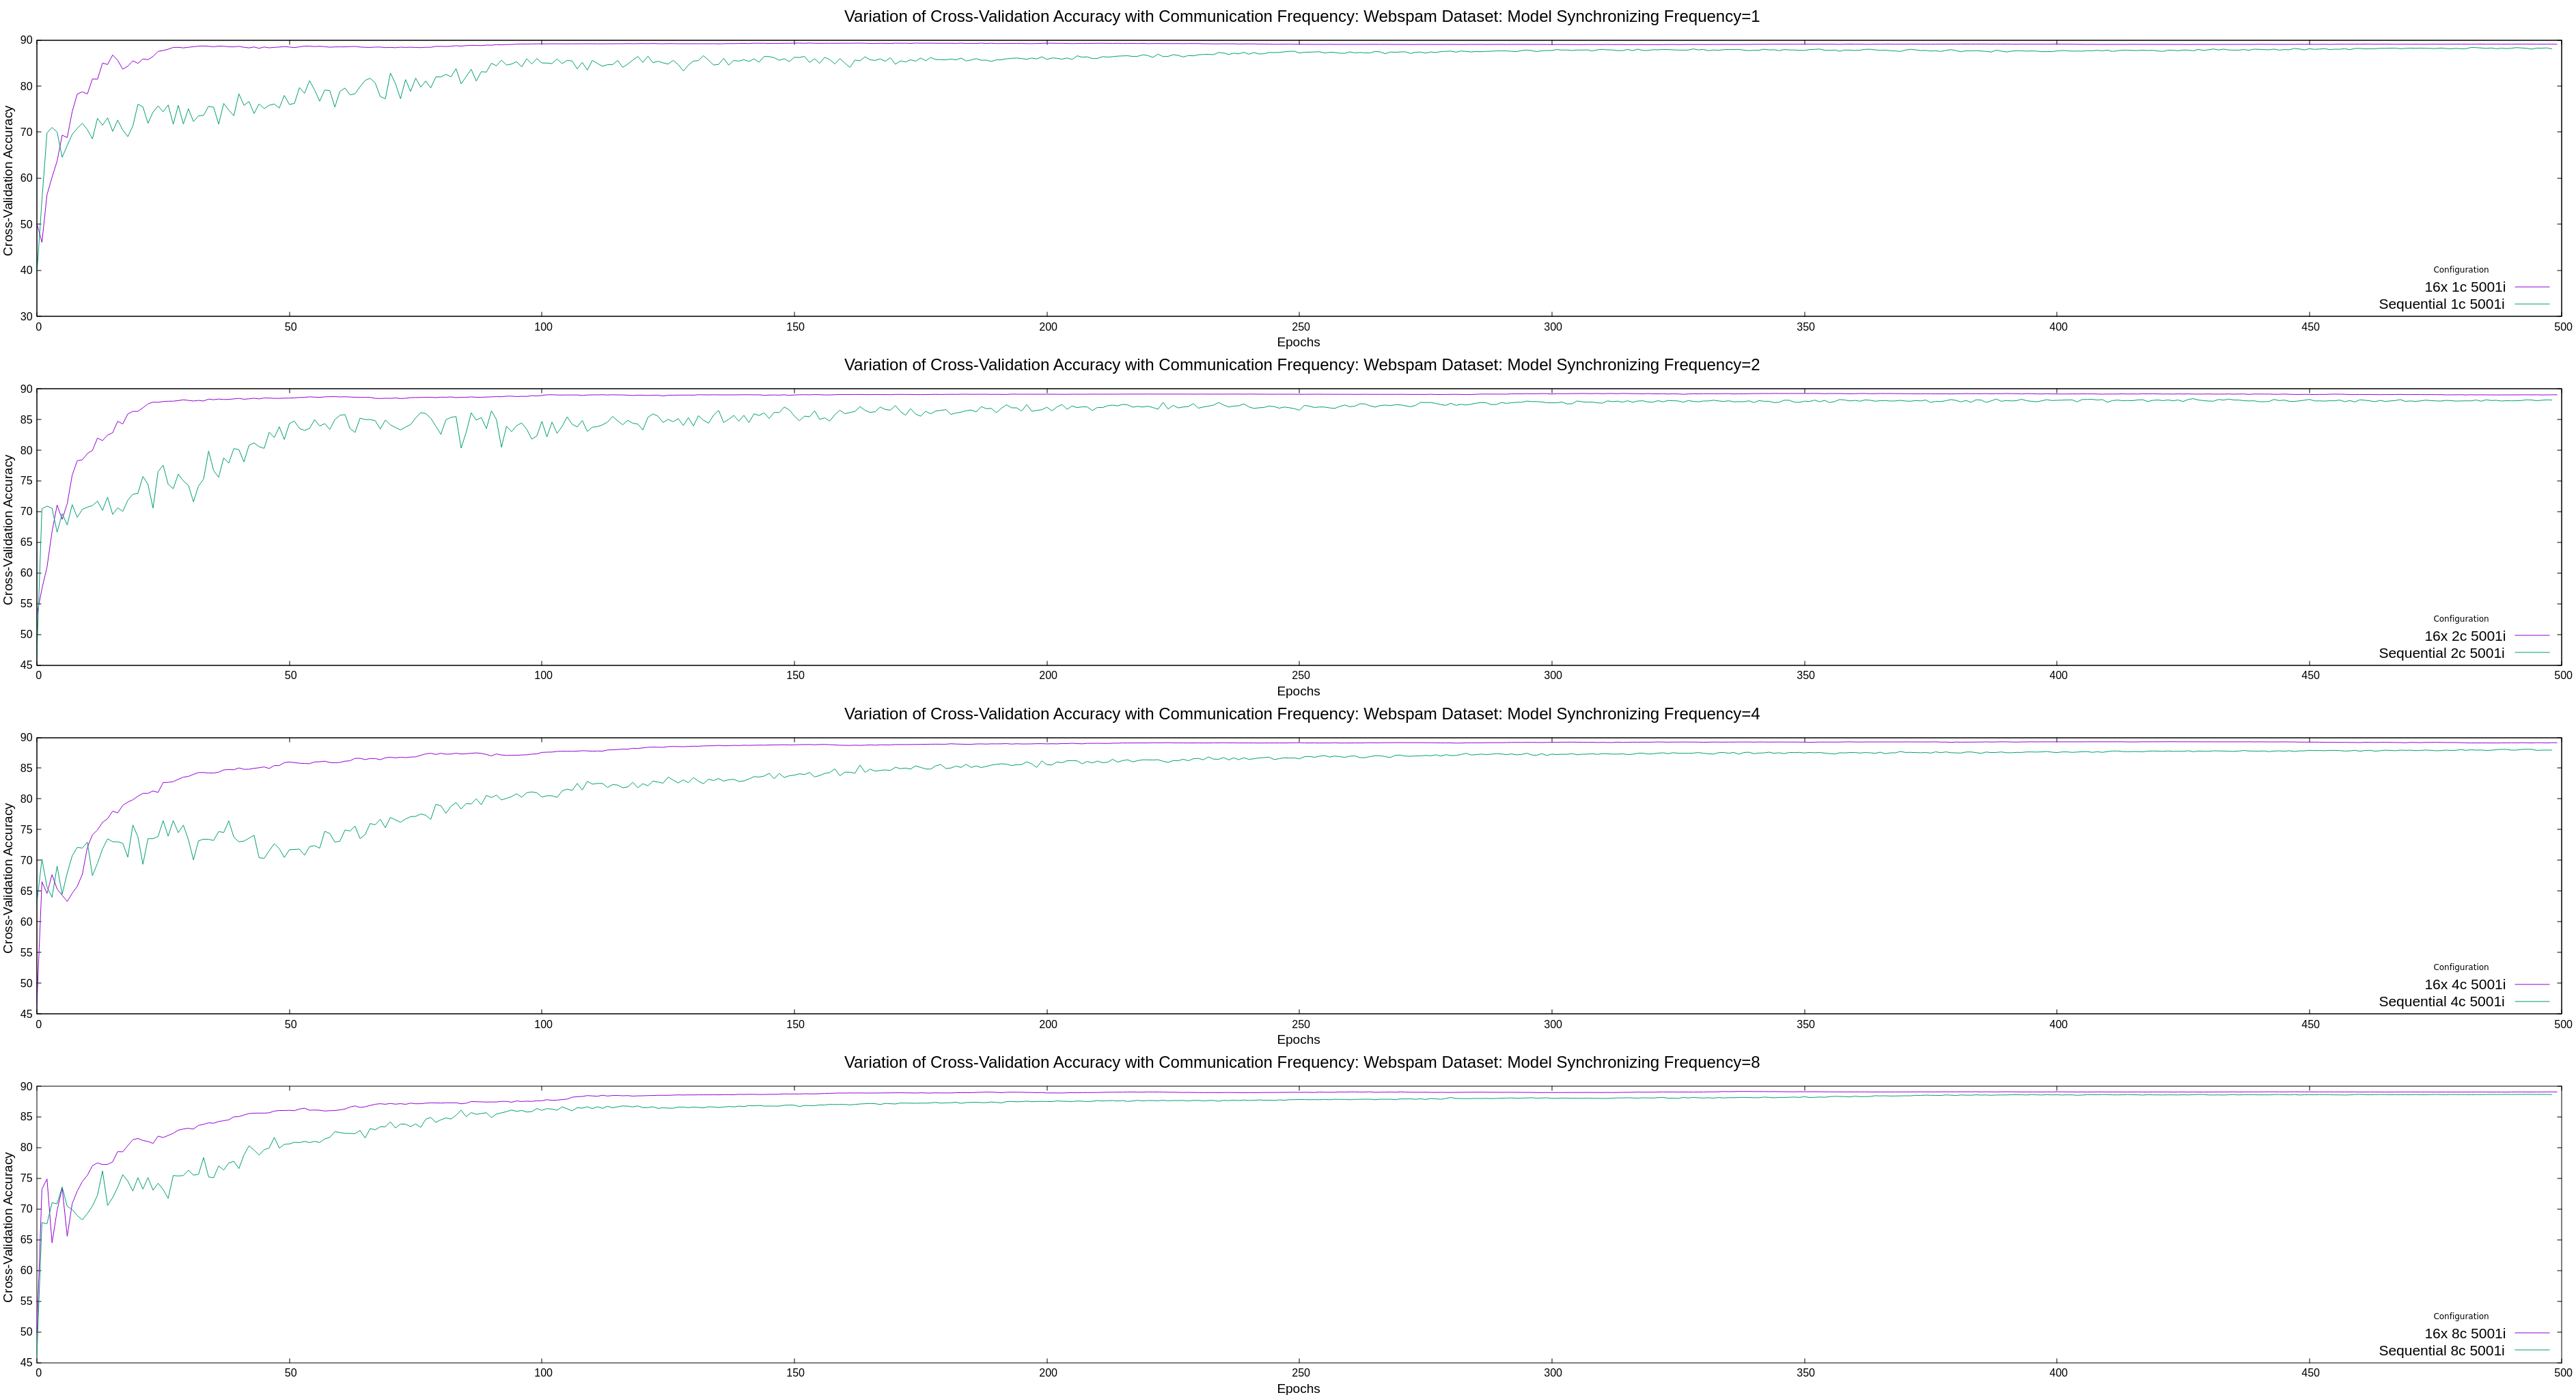 Variation of Cross-Validation Accuracy with Communication Frequency: Webspam Dataset: Model Synchronizing Frequency=1
90
80
70
60
50
40
30
Cross-Validation Accuracy
Configuration
16x 1c 5001i
Sequential 1c 5001i
0 50 100 150 200 250 300 350 400 450 500
Epochs
Variation of Cross-Validation Accuracy with Communication Frequency: Webspam Dataset: Model Synchronizing Frequency=2
90
85
80
75
70
65
60
55
50
45
Cross-Validation Accuracy
Configuration
16x 2c 5001i
Sequential 2c 5001i
0 50 100 150 200 250 300 350 400 450 500
Epochs
Variation of Cross-Validation Accuracy with Communication Frequency: Webspam Dataset: Model Synchronizing Frequency=4
90
85
80
75
70
65
60
55
50
45
Cross-Validation Accuracy
Configuration
16x 4c 5001i
Sequential 4c 5001i
0 50 100 150 200 250 300 350 400 450 500
Epochs
Variation of Cross-Validation Accuracy with Communication Frequency: Webspam Dataset: Model Synchronizing Frequency=8
90
85
80
75
70
65
60
55
50
45
Cross-Validation Accuracy
Configuration
16x 8c 5001i
Sequential 8c 5001i
0 50 100 150 200 250 300 350 400 450 500
Epochs